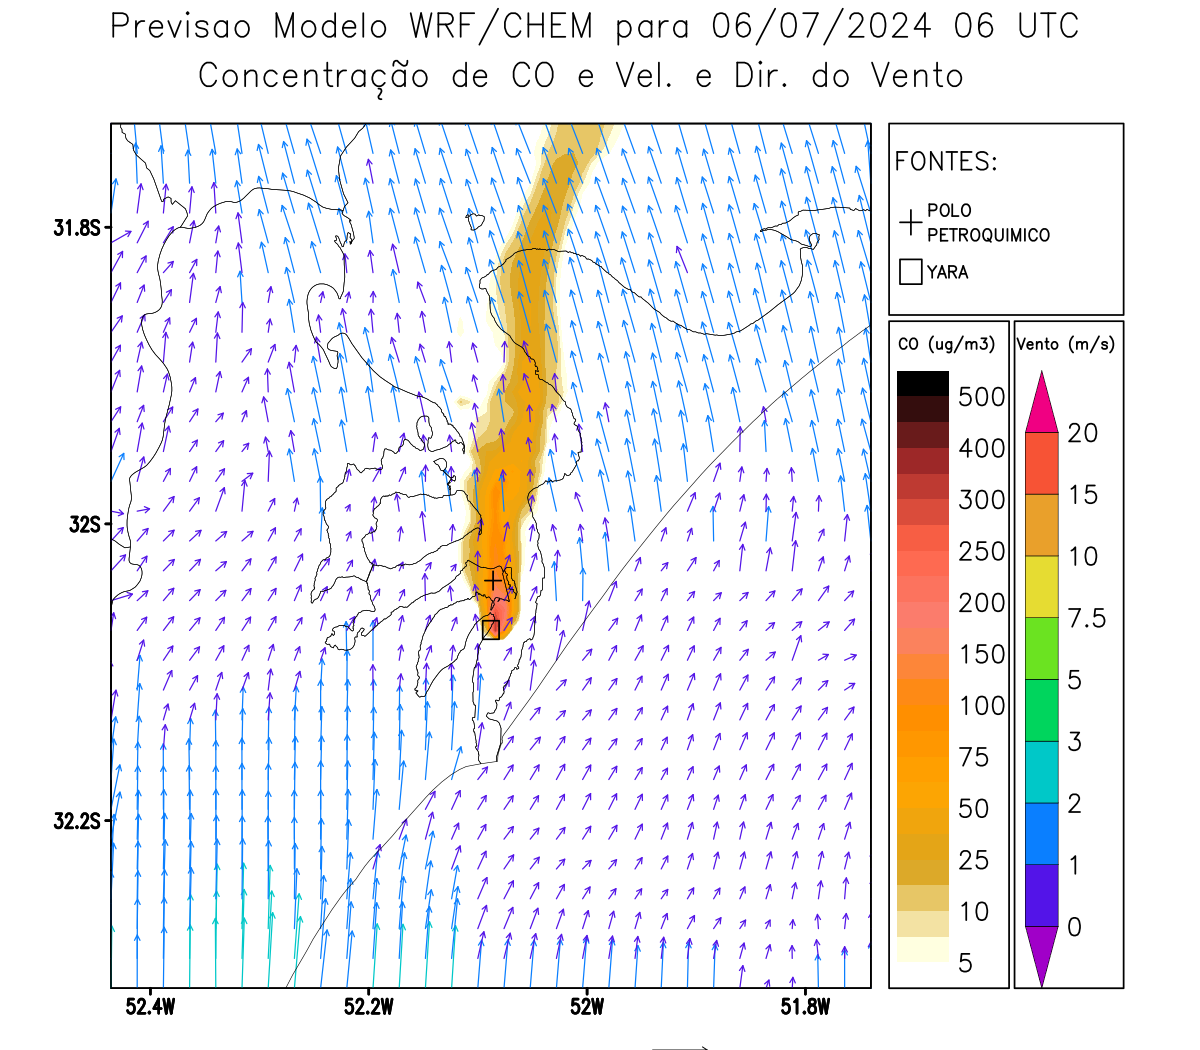 Previsao Modelo WRF/CHEM para 06/07/2024 06 UTC
Concentração de CO e Vel. e Dir. do Vento
FONTES:
POLO
PETROQUIMICO
YARA
CO (ug/m3)
500
400
300
250
200
150
100
75
50
25
10
5
Vento (m/s)
20
15
10
7.5
5
3
2
1
0
31.8S
32S
32.2S
52.4W
52.2W
52W
51.8W